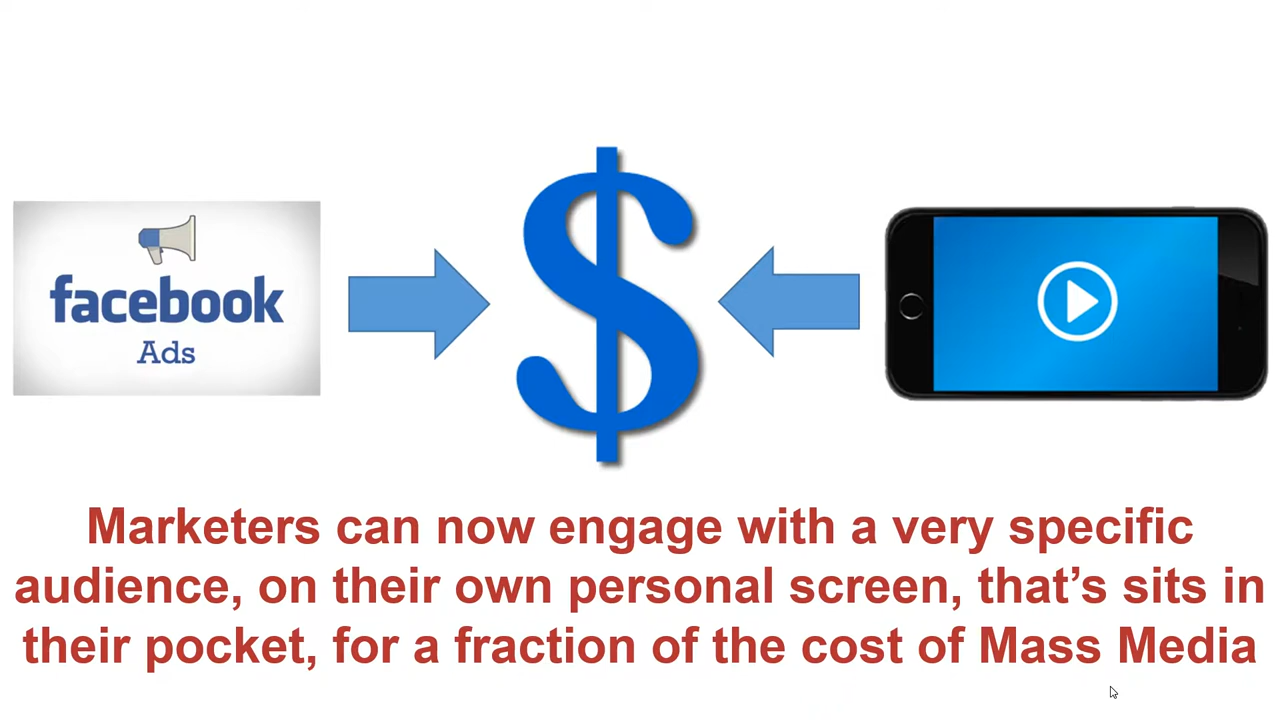 facebook
Ads
$
Marketers can now engage with a very specific
audience, on their own personal screen, that’s sits in
their pocket, for a fraction of the cost of Mass Media